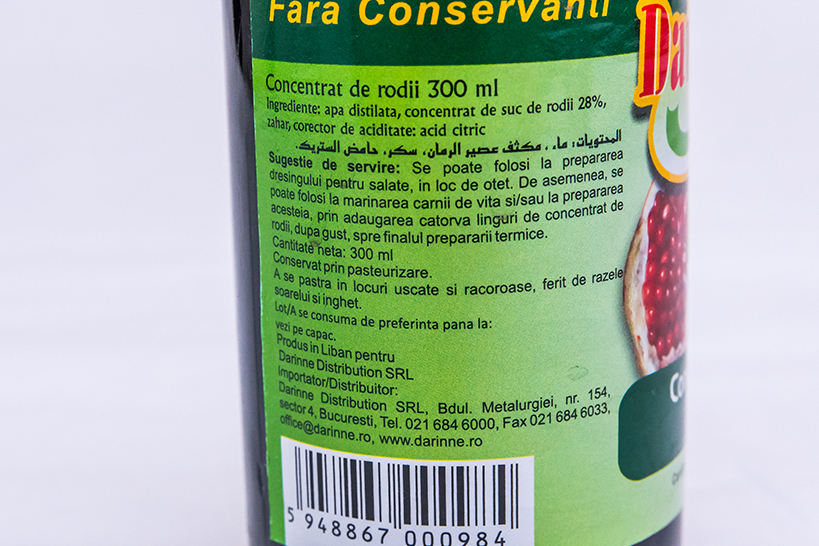 Fara Conservanti
Concentrat de rodii 300 ml
Ingrediente: apa distilata, concentrat de suc de rodii 28%,
zahar, corector de aciditate: acid citric
المحتويات: ماء، مكثف عصير الرمان، سكر، حامض الستريك.
Sugestie de servire: Se poate folosi la prepararea
dresingului pentru salate, in loc de otet. De asemenea, se
poate folosi la marinarea carnii de vita si/sau la prepararea
acesteia, prin adaugarea catorva linguri de concentrat de
rodii, dupa gust, spre finalul prepararii termice.
Cantitate neta: 300 ml
Conservat prin pasteurizare.
A se pastra in locuri uscate si racoroase, ferit de razele
soarelui si inghet.
Lot/A se consuma de preferinta pana la:
vezi pe capac.
Produs in Liban pentru
Darinne Distribution SRL
Importator/Distribuitor:
Darinne Distribution SRL, Bdul. Metalurgiei, nr. 154,
sector 4, Bucuresti, Tel. 021 684 6000, Fax 021 684 6033,
office@darinne.ro, www.darinne.ro
5 948867 000984
Da
Co